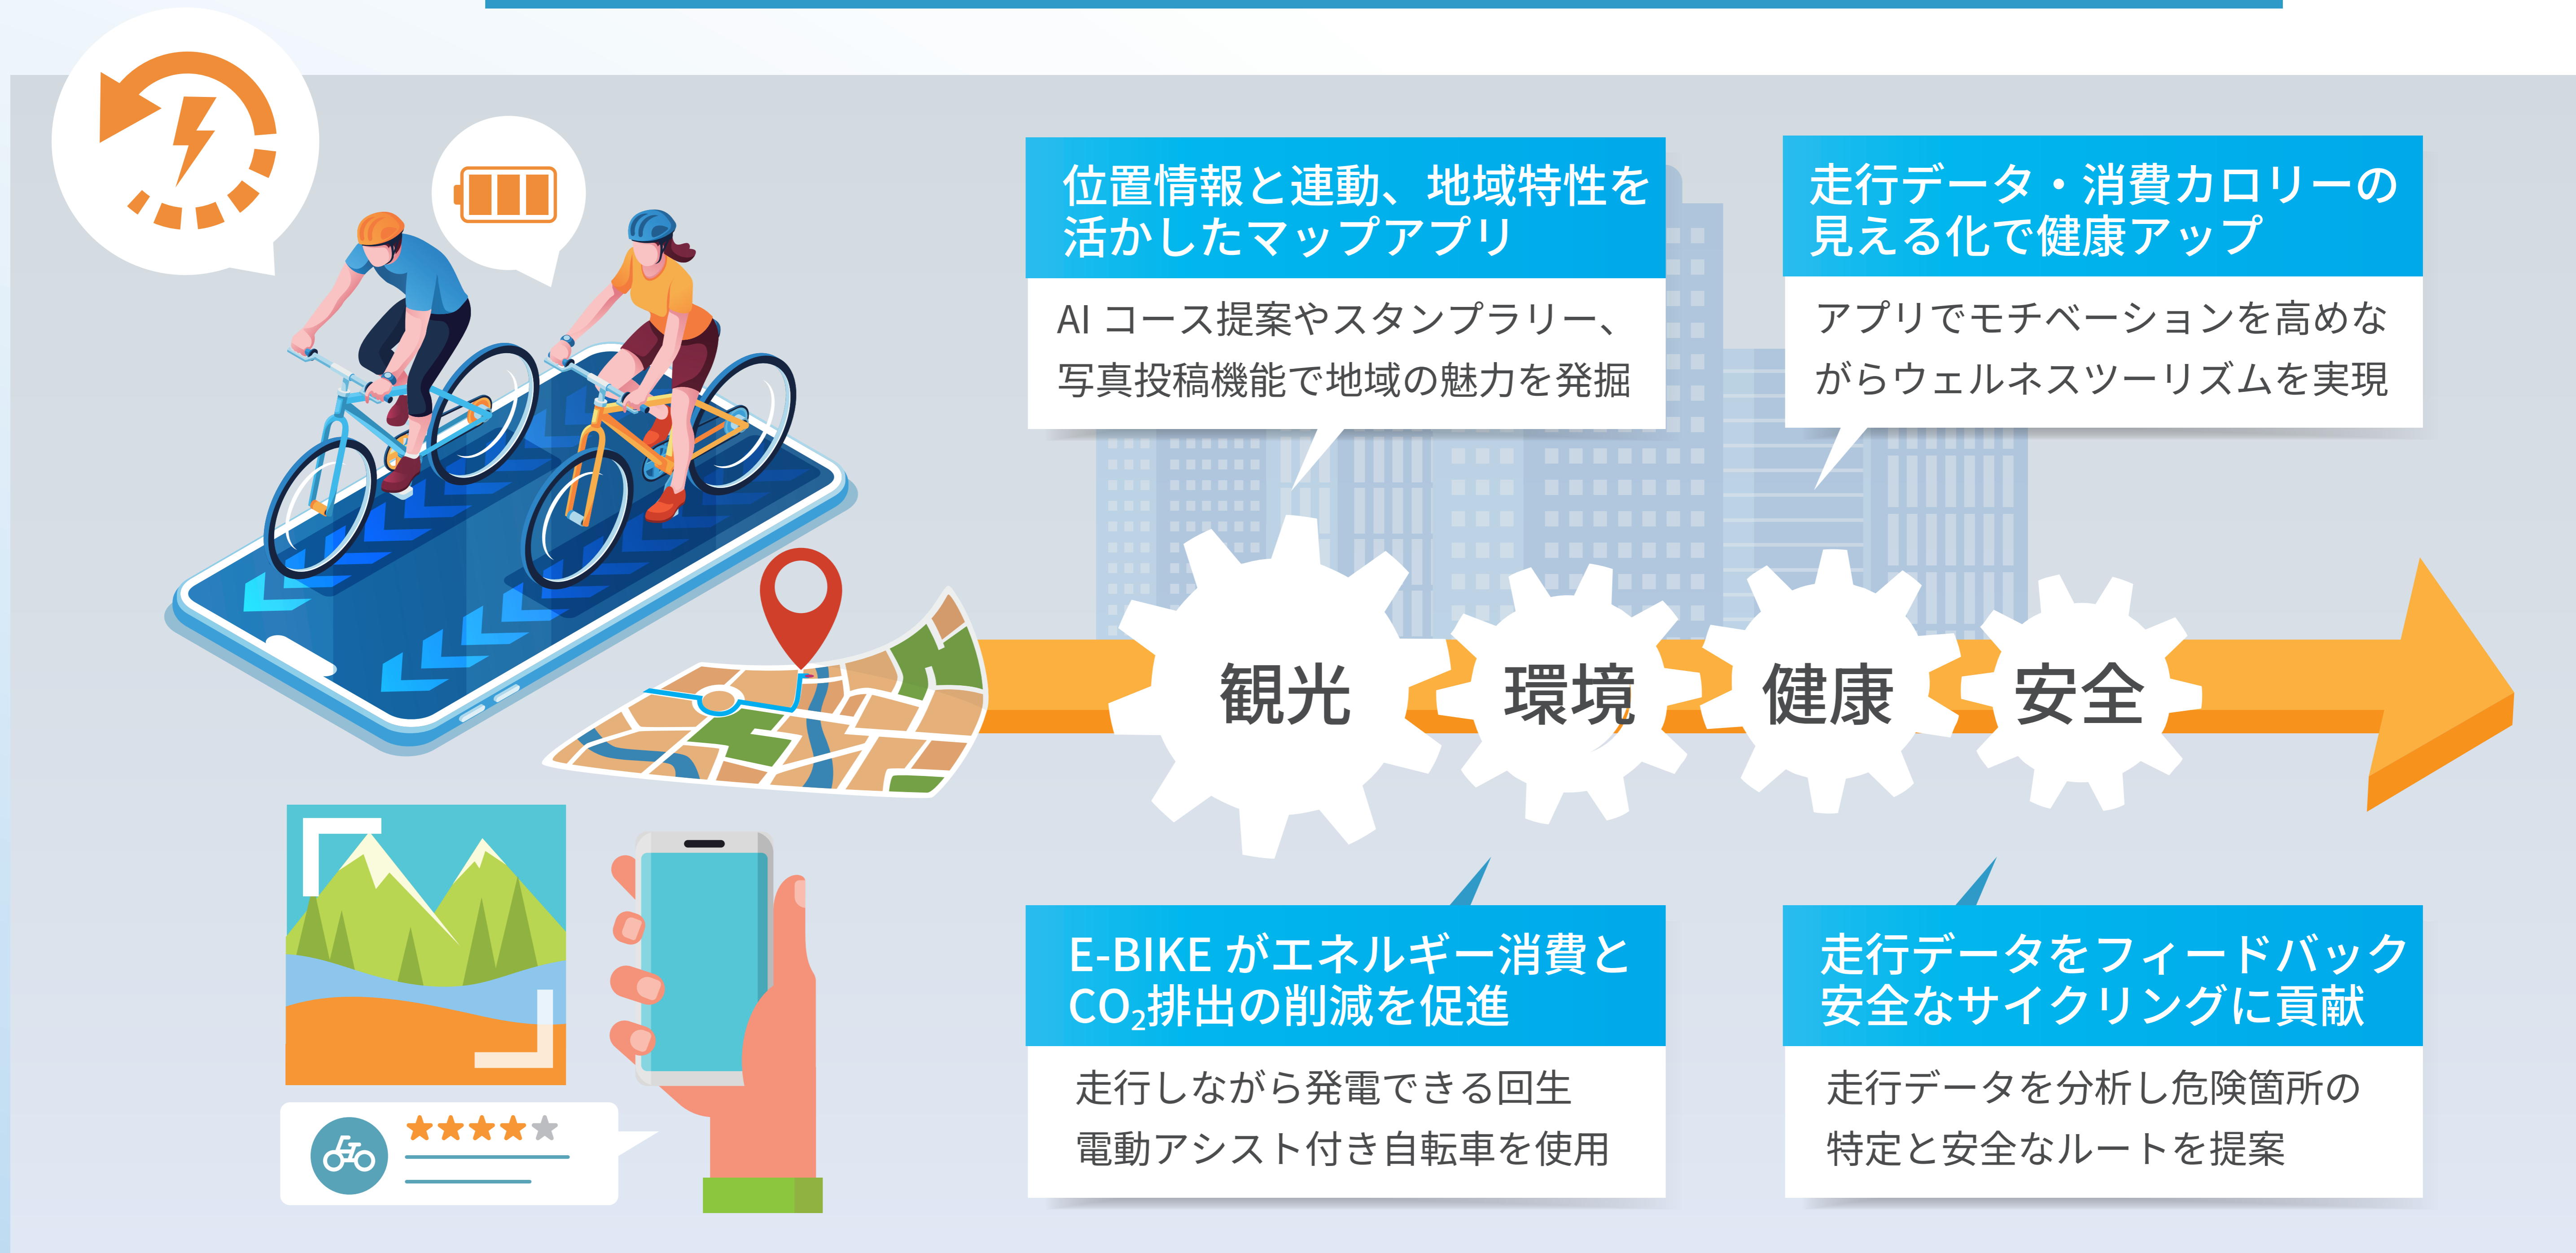 位置情報と連動、地域特性を
活かしたマップアプリ
AI コース提案やスタンプラリー、
写真投稿機能で地域の魅力を発掘
走行データ・消費カロリーの
見える化で健康アップ
アプリでモチベーションを高めな
がらウェルネスツーリズムを実現
観光
環境
健康
安全
E-BIKE がエネルギー消費と
CO₂排出の削減を促進
走行しながら発電できる回生
電動アシスト付き自転車を使用
走行データをフィードバック
安全なサイクリングに貢献
走行データを分析し危険箇所の
特定と安全なルートを提案